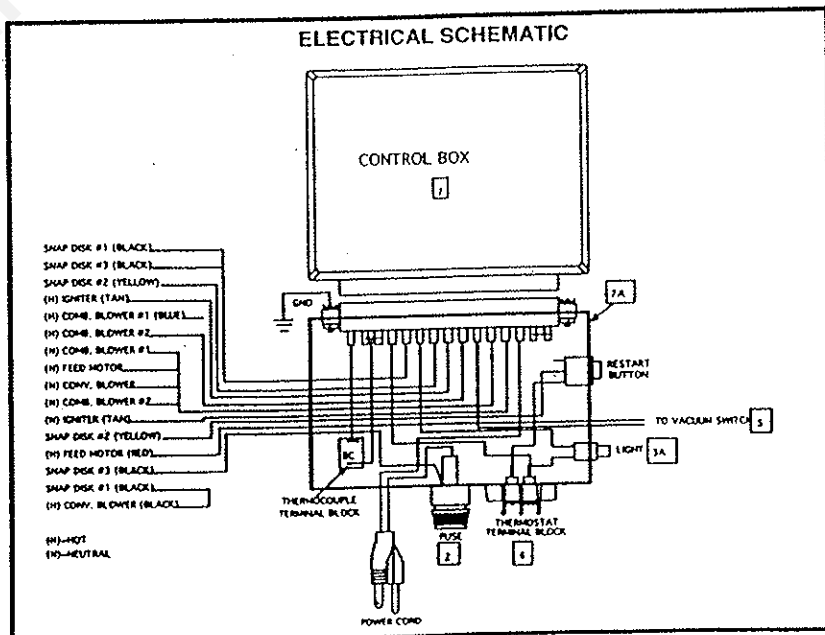 ELECTRICAL SCHEMATIC
CONTROL BOX
1
SNAP DISK #1 (BLACK)
SNAP DISK #3 (BLACK)
SNAP DISK #2 (YELLOW)
(N) IGNITER (TAN)
(N) COMB. BLOWER #1 (BLUE)
(N) COMB. BLOWER #2
(N) COMB. BLOWER #1
(N) FEED MOTOR
(N) CONV. BLOWER
(H) COMB. BLOWER #2
(H) IGNITER (TAN)
SNAP DISK #2 (YELLOW)
(H) FEED MOTOR (RED)
SNAP DISK #3 (BLACK)
SNAP DISK #1 (BLACK)
(H) CONV. BLOWER (BLACK)
(H)-HOT
(N)-NEUTRAL
GND
7A
RESTART
BUTTON
TO VACUUM SWITCH
5
LIGHT
3A
THERMOCOUPLE
TERMINAL BLOCK
FUSE
2
THERMOSTAT
TERMINAL BLOCK
6
POWER CORD